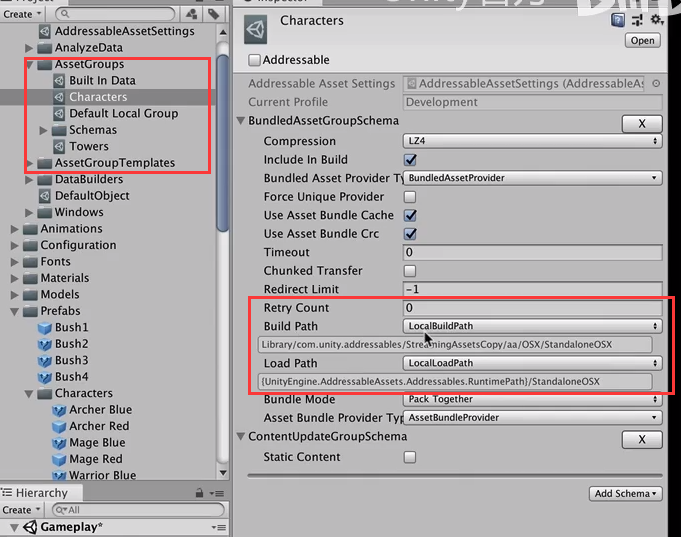 Project
Create
AddressableAssetSettings
AnalyzeData
AssetGroups
Built In Data
Characters
Default Local Group
Schemas
Towers
AssetGroupTemplates
DataBuilders
DefaultObject
Windows
Animations
Configuration
Fonts
Materials
Models
Prefabs
Bush1
Bush2
Bush3
Bush4
Characters
Archer Blue
Archer Red
Mage Blue
Mage Red
Warrior Blue
Hierarchy
Create
All
Gameplay*
Inspector
Characters
Open
Addressable
Addressable Asset Settings
AddressableAssetSettings (AddressableAs
Current Profile
Development
BundledAssetGroupSchema
X
Compression
LZ4
Include In Build
Bundled Asset Provider Ty
BundledAssetProvider
Force Unique Provider
Use Asset Bundle Cache
Use Asset Bundle Crc
Timeout
0
Chunked Transfer
Redirect Limit
-1
Retry Count
0
Build Path
LocalBuildPath
Library/com.unity.addressables/StreamingAssetsCopy/aa/OSX/StandaloneOSX
Load Path
LocalLoadPath
{UnityEngine.AddressableAssets.Addressables.RuntimePath}/StandaloneOSX
Bundle Mode
Pack Together
Asset Bundle Provider Typ
AssetBundleProvider
ContentUpdateGroupSchema
X
Static Content
Add Schema